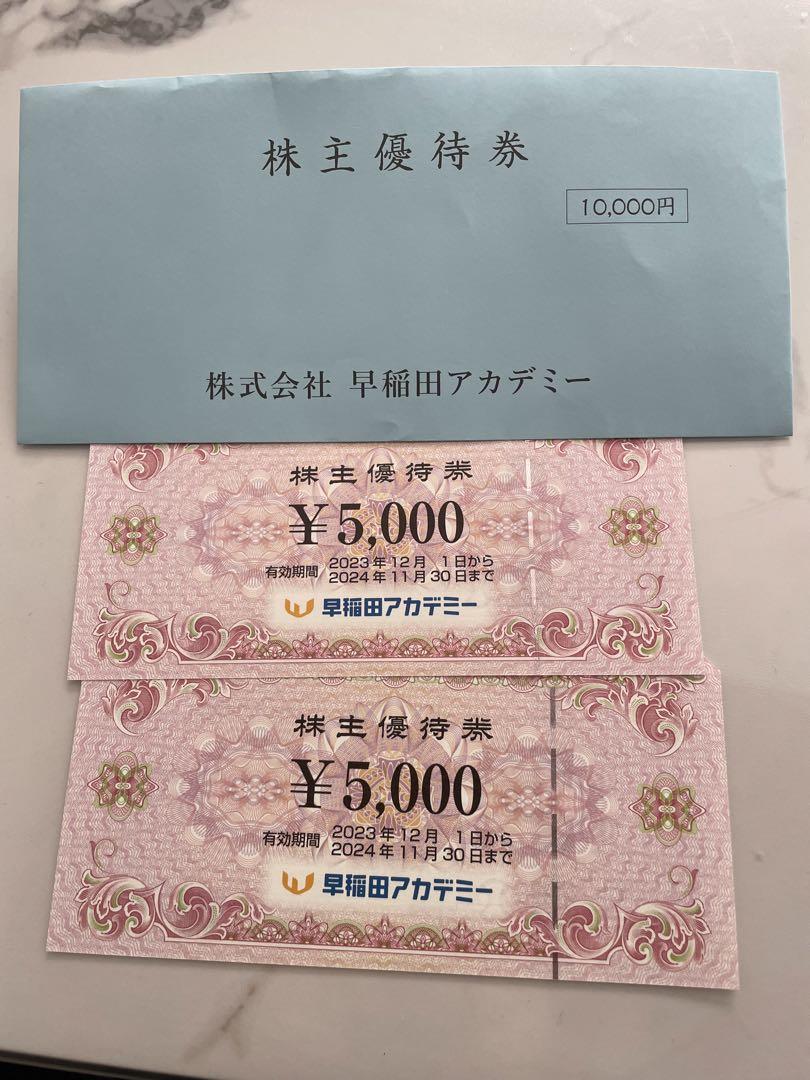 株主優待券
10,000円
株式会社 早稲田アカデミー
株主優待券
¥5,000
有効期間 2023年12月 1日から
2024年11月30日まで
早稲田アカデミー
株主優待券
¥5,000
有効期間 2023年12月 1日から
2024年11月30日まで
早稲田アカデミー